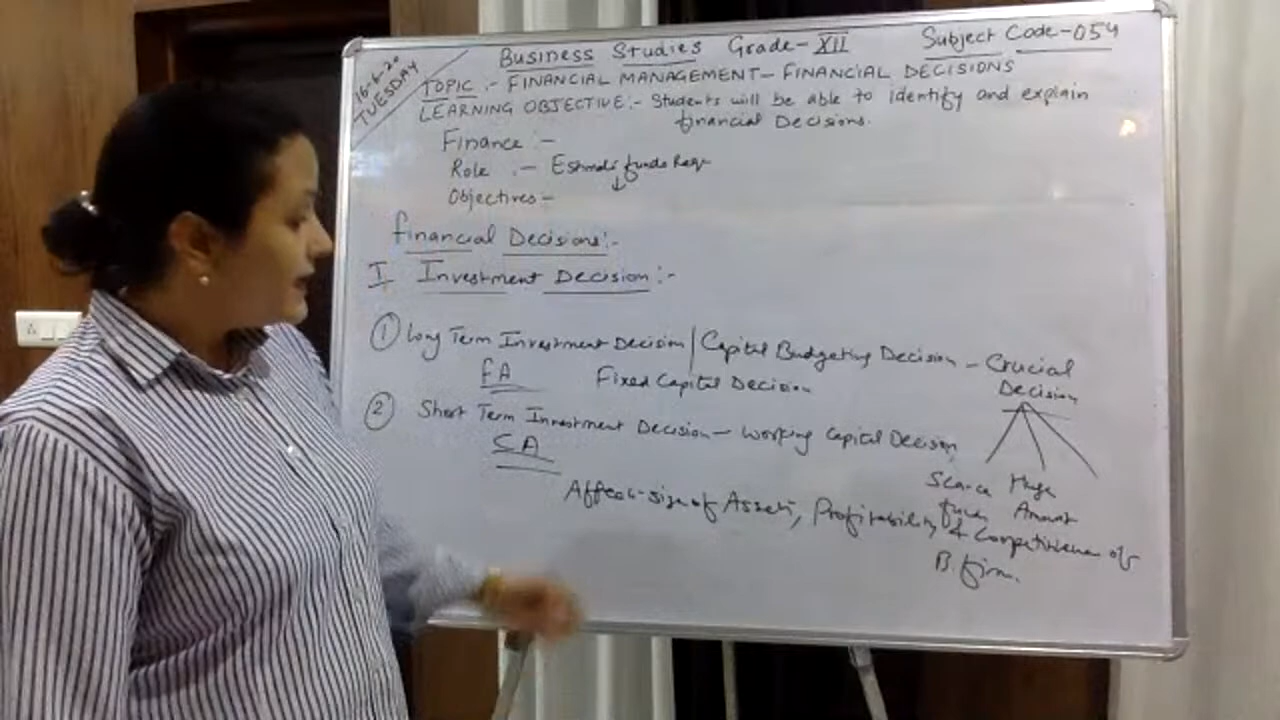 16-6-20
TUESDAY
Business Studies Grade-XII Subject Code-054
TOPIC :- FINANCIAL MANAGEMENT- FINANCIAL DECISIONS
LEARNING OBJECTIVE:- Students will be able to identify and explain
financial Decisions.
Finance :-
Role :- funds Req
↓
Objectives:-
financial Decisions:-
I Investment Decision:-
① Long Term Investment Decision | Capital Budgeting Decision - Crucial
Decision
FA Fixed Capital Decision
② Short Term Investment Decision - Working Capital Decision
CA
Scarce Huge
funds Amount
Affect-size of Assets, Profitability & Competitiveness of
B. firm.